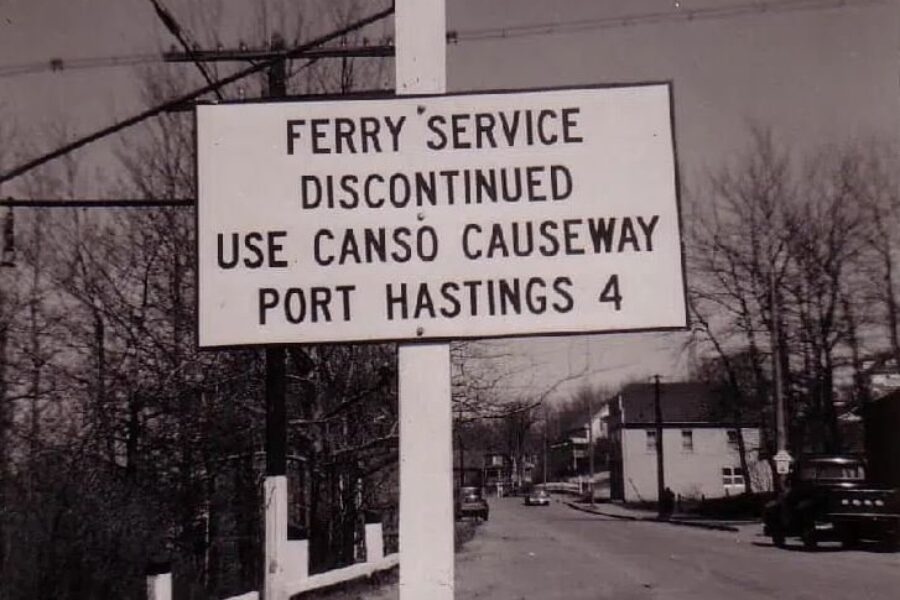 FERRY SERVICE
DISCONTINUED
USE CANSO CAUSEWAY
PORT HASTINGS 4